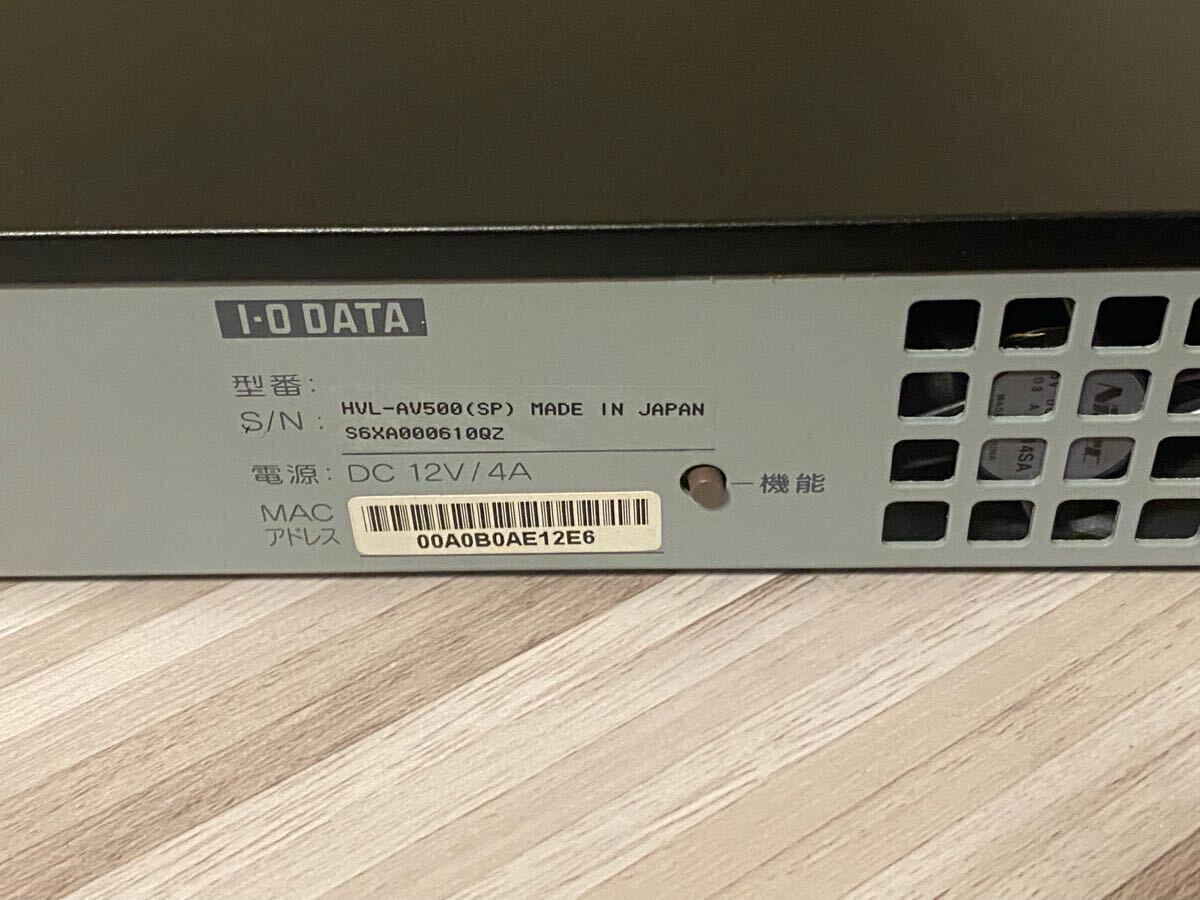 I-O DATA
型番:
S/N :
HVL-AV500(SP) MADE IN JAPAN
S6XA000610QZ
電源: DC 12V/4A
機能
MAC
アドレス
00A0B0AE12E6
4SA